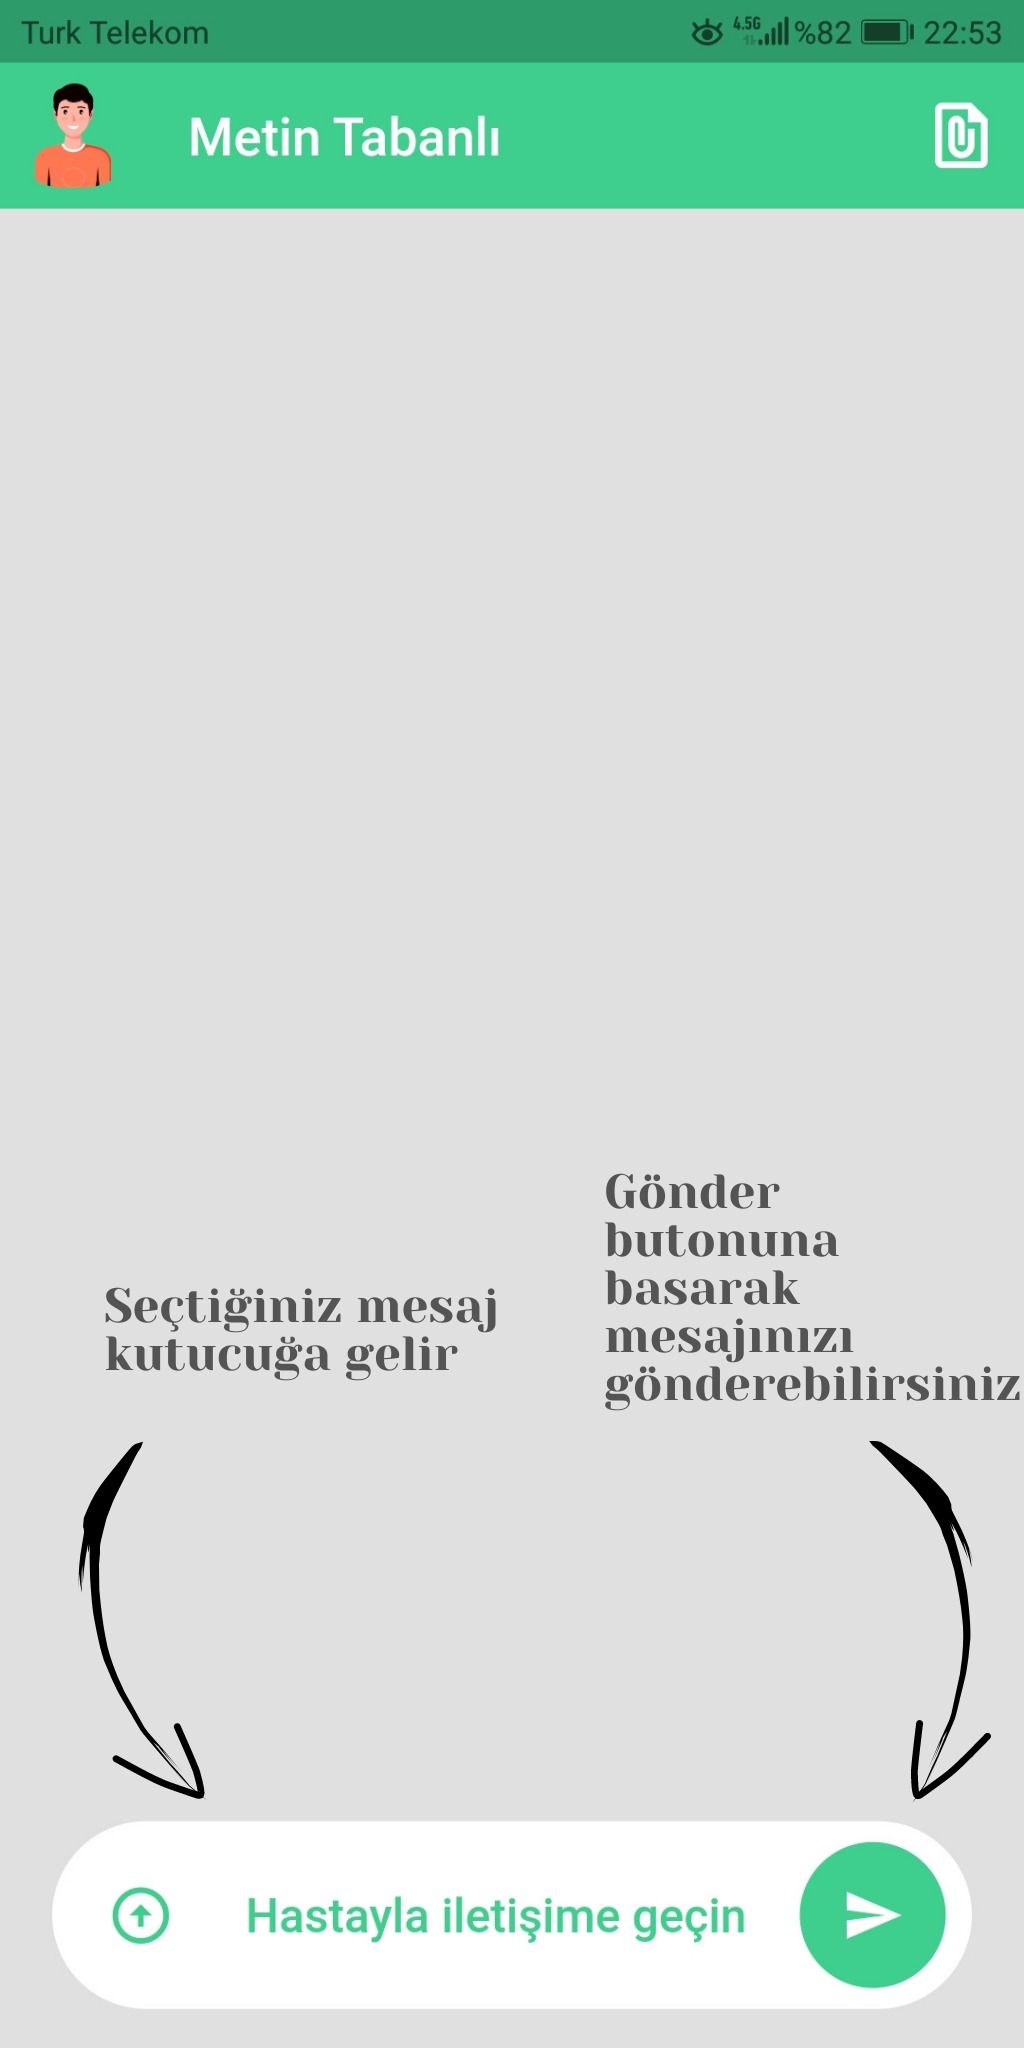 Turk Telekom
4.5G %82 22:53
Metin Tabanlı
Gönder
butonuna
basarak
mesajınızı
gönderebilirsiniz
Seçtiğiniz mesaj
kutucuğa gelir
Hastayla iletişime geçin